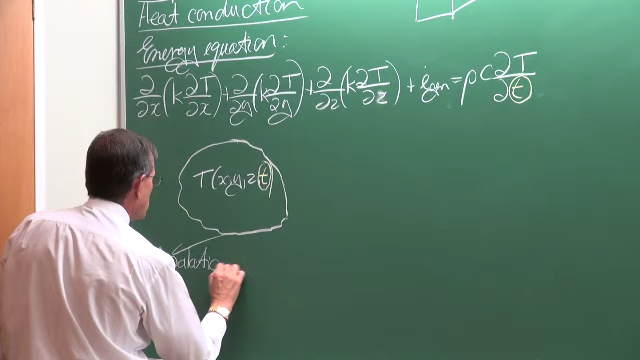 Heat conduction
Energy equation:
∂/∂x (k ∂T/∂x) + ∂/∂y (k ∂T/∂y) + ∂/∂z (k ∂T/∂z) + ėgen = ρ c ∂T/∂t
T(x,y,z,t)